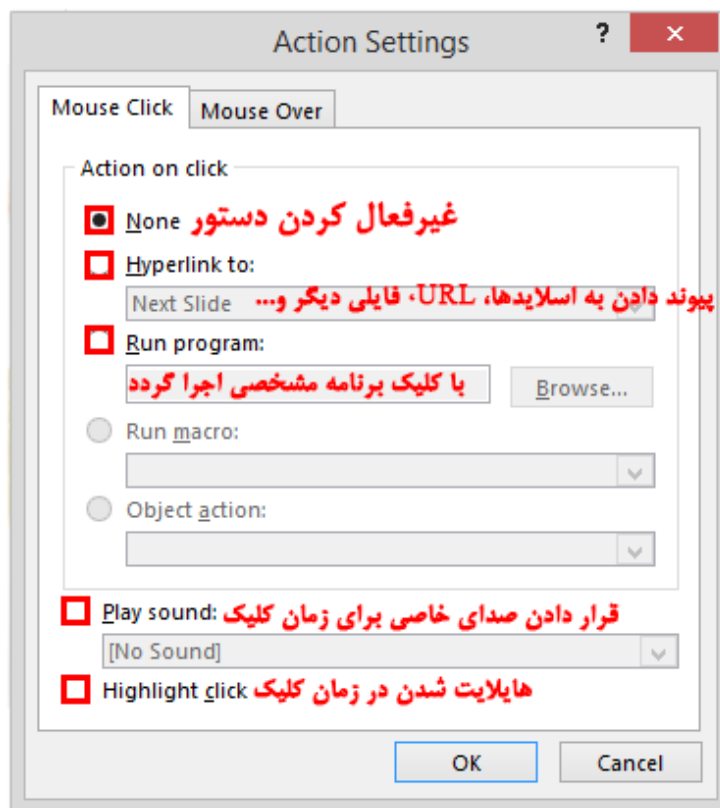 Action Settings ? ×
Mouse Click Mouse Over
Action on click
None غیرفعال کردن دستور
Hyperlink to:
Next Slide پیوند دادن به اسلایدها، URL، فایلی دیگر و...
Run program:
با کلیک برنامه مشخصی اجرا گردد Browse...
Run macro:
Object action:
Play sound: قرار دادن صدای خاصی برای زمان کلیک
[No Sound]
Highlight click هایلایت شدن در زمان کلیک
OK Cancel